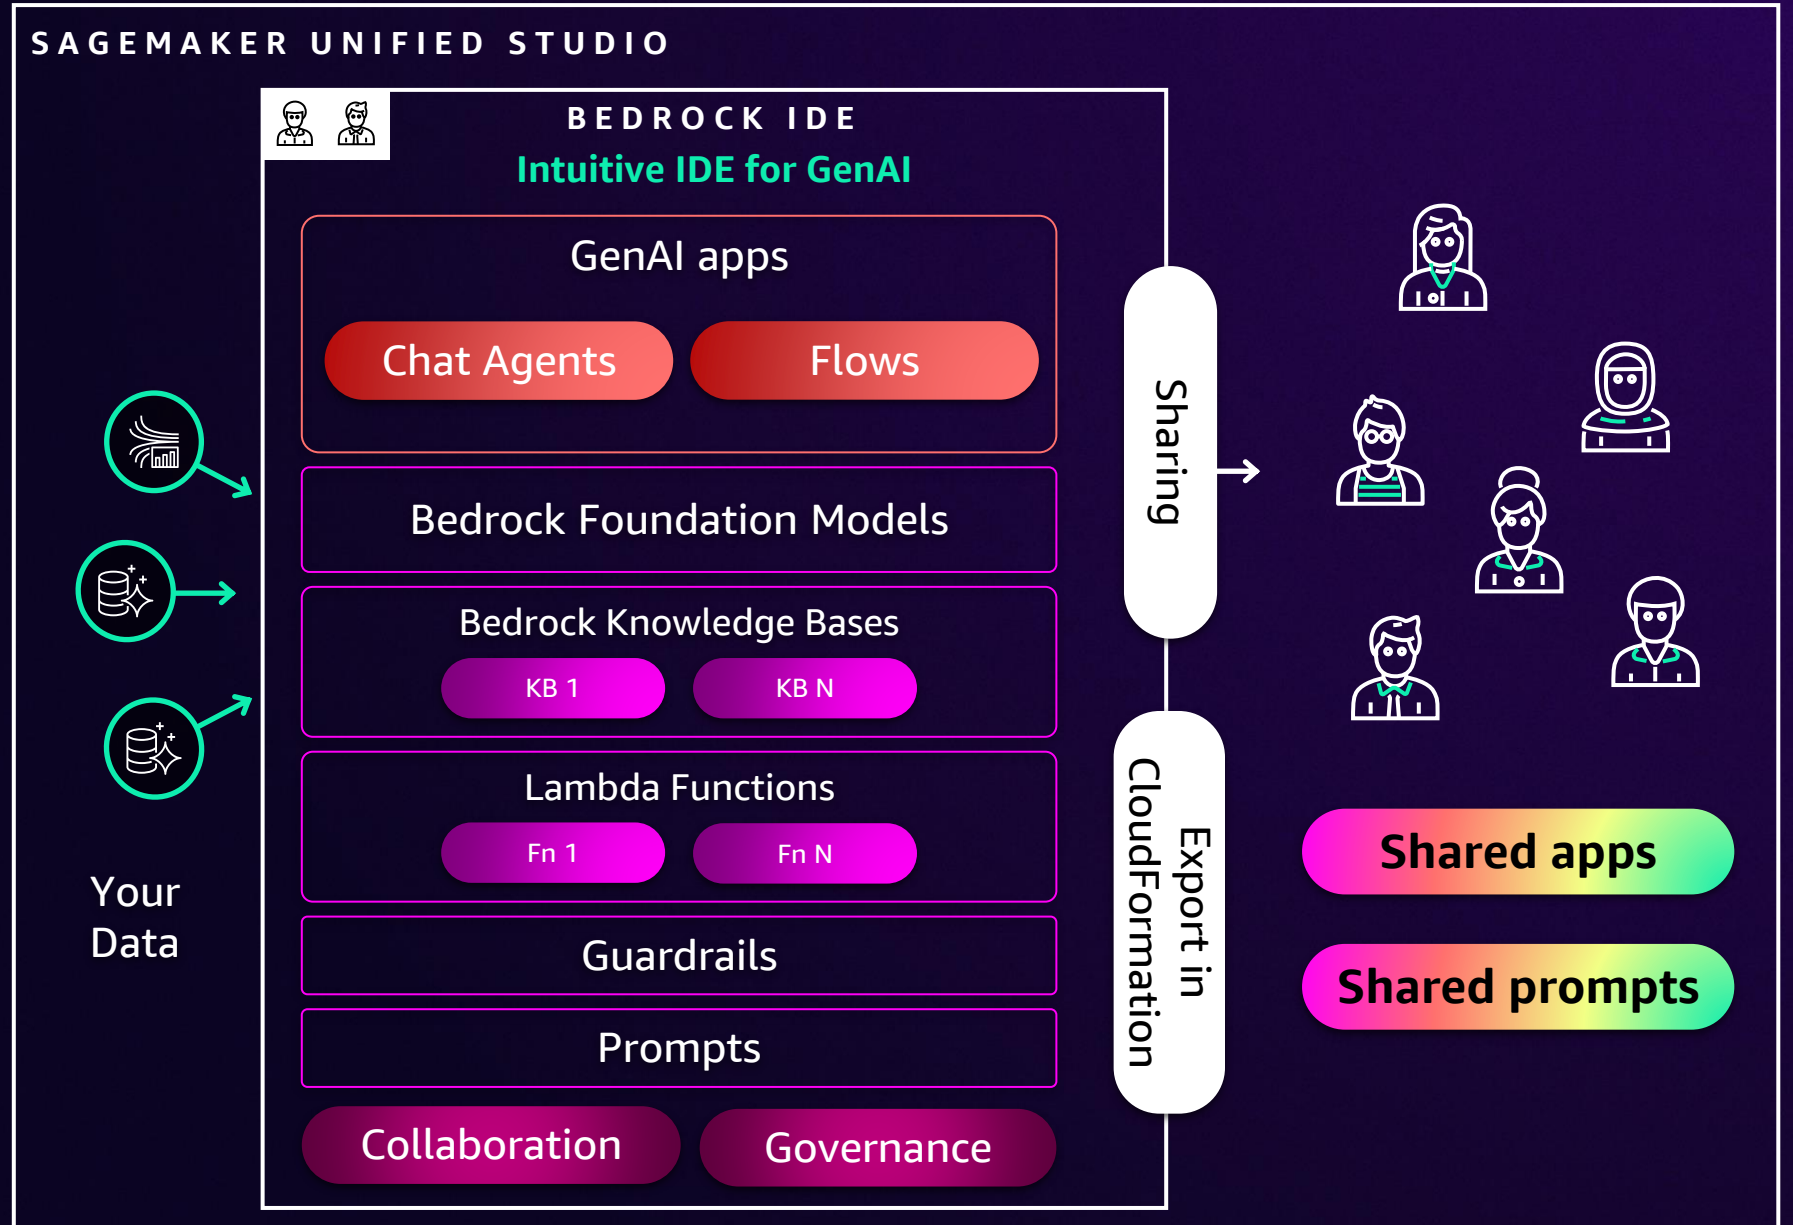 SAGEMAKER UNIFIED STUDIO
BEDROCK IDE
Intuitive IDE for GenAI
GenAI apps
Chat Agents
Flows
Bedrock Foundation Models
Bedrock Knowledge Bases
KB 1
KB N
Lambda Functions
Fn 1
Fn N
Guardrails
Prompts
Collaboration
Governance
Your
Data
Sharing
Export in
CloudFormation
Shared apps
Shared prompts